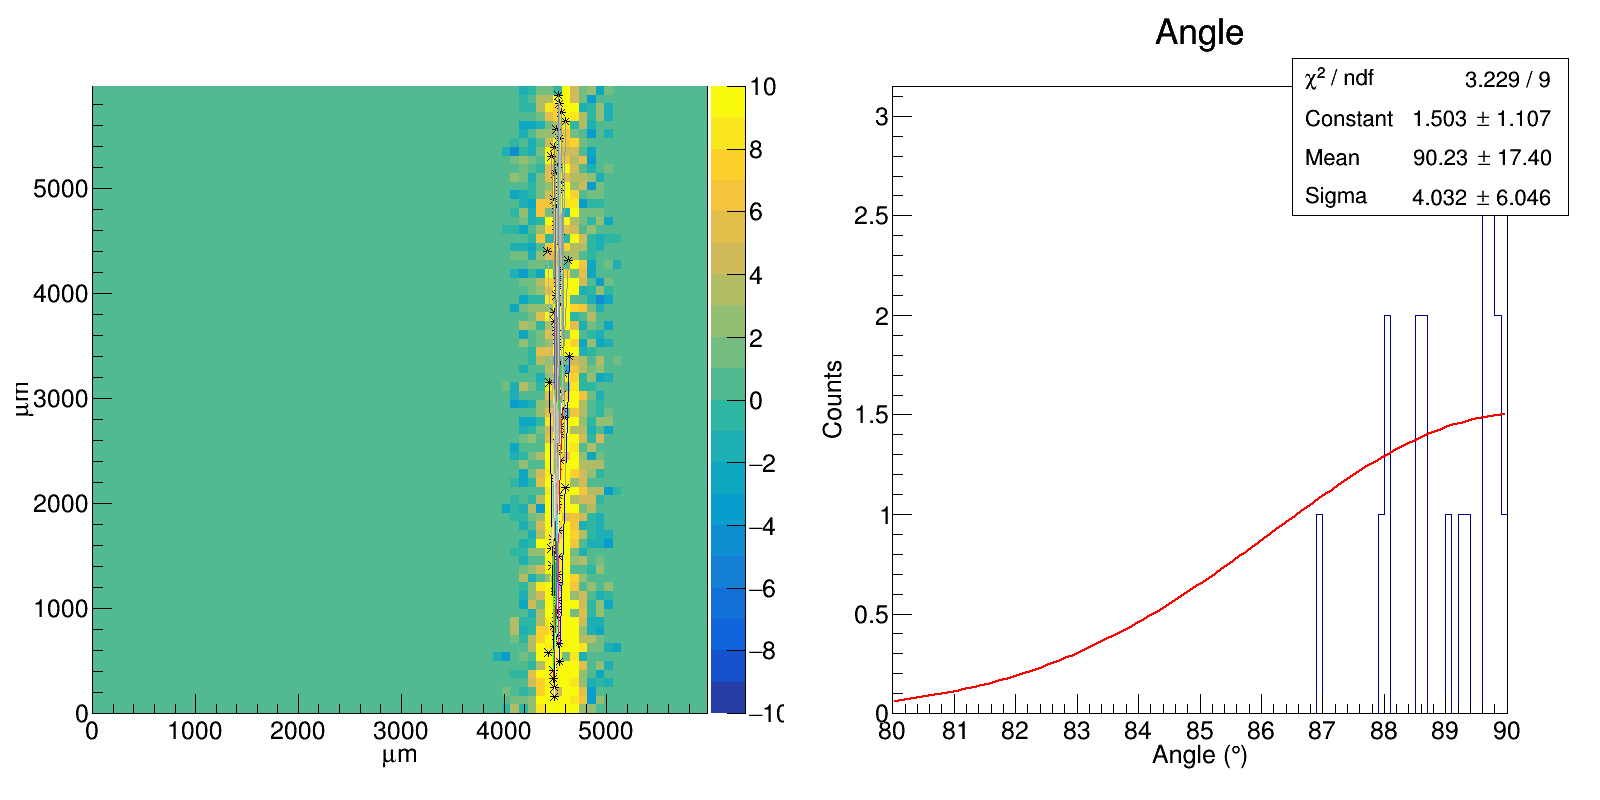 Angle
χ² / ndf 3.229 / 9
Constant 1.503 ± 1.107
Mean 90.23 ± 17.40
Sigma 4.032 ± 6.046
μm
5000
4000
3000
2000
1000
0
0 1000 2000 3000 4000 5000
μm
10
8
6
4
2
0
−2
−4
−6
−8
−10
Counts
3
2.5
2
1.5
1
0.5
0
80 81 82 83 84 85 86 87 88 89 90
Angle (°)